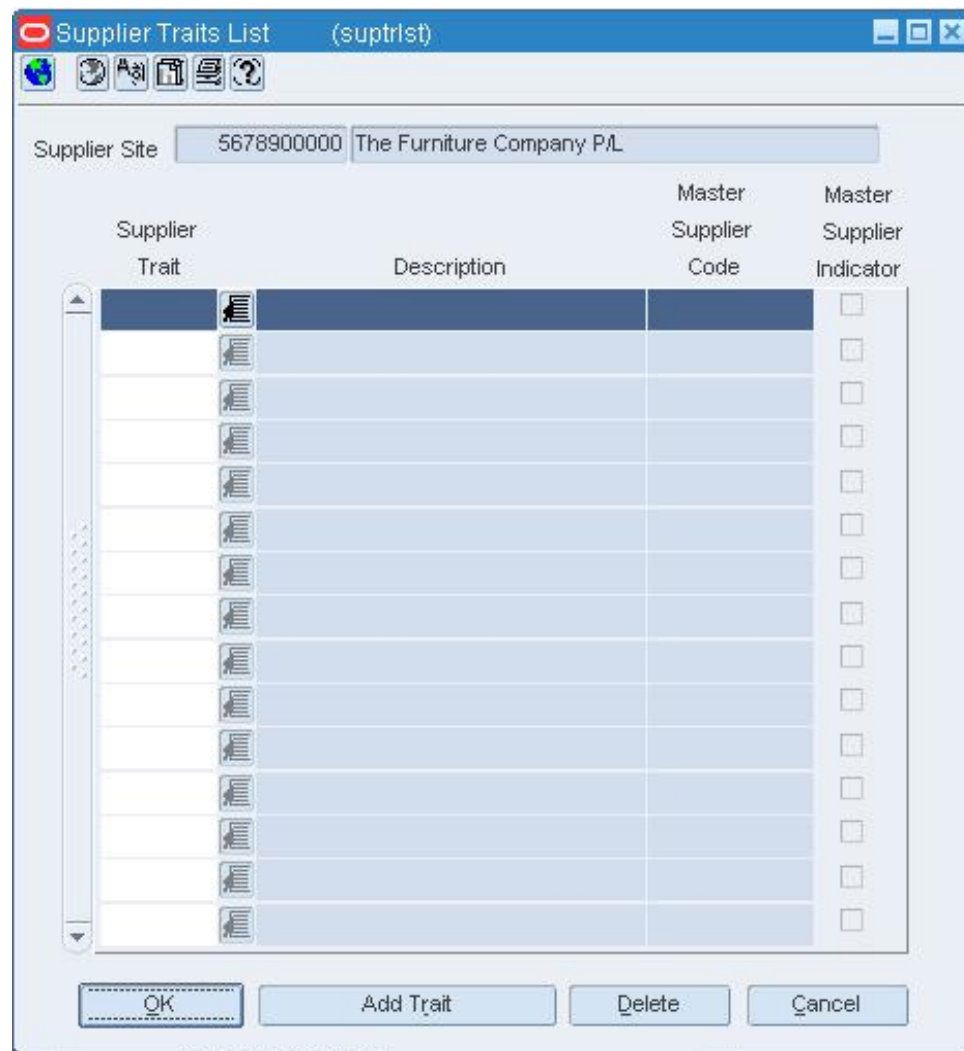 Supplier Traits List (suptrlst)
Supplier Site 5678900000 The Furniture Company P/L
Master Master
Supplier Supplier Supplier
Trait Description Code Indicator
OK Add Trait Delete Cancel